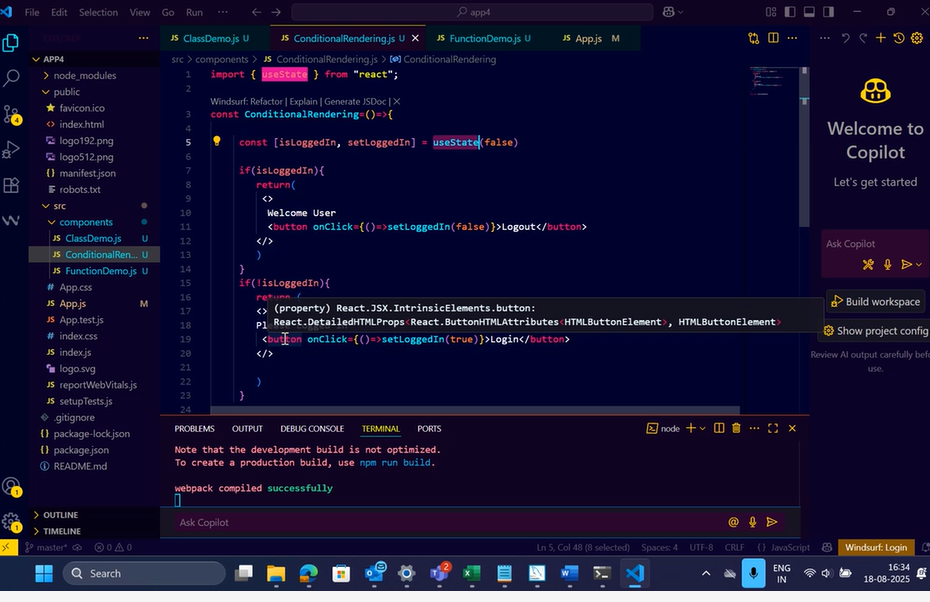 File Edit Selection View Go Run ··· app4
EXPLORER ···
APP4
node_modules
public
favicon.ico
index.html
logo192.png
logo512.png
manifest.json
robots.txt
src
components
ClassDemo.js U
ConditionalRen... U
FunctionDemo.js U
App.css
App.js M
App.test.js
index.css
index.js
logo.svg
reportWebVitals.js
setupTests.js
.gitignore
package-lock.json
package.json
README.md
OUTLINE
TIMELINE
JS ClassDemo.js U JS ConditionalRendering.js U JS FunctionDemo.js U JS App.js M
src > components > JS ConditionalRendering.js > ConditionalRendering
1 import { useState } from "react";
2
Windsurf: Refactor | Explain | Generate JSDoc | X
3 const ConditionalRendering=()=>{
4
5 const [isLoggedIn, setLoggedIn] = useState(false)
6
7 if(isLoggedIn){
8 return(
9 <>
10 Welcome User
11 <button onClick={()=>setLoggedIn(false)}>Logout</button>
12 </>
13 )
14 }
15 if(!isLoggedIn){
16 return (
17 <>
(property) React.JSX.IntrinsicElements.button:
React.DetailedHTMLProps<React.ButtonHTMLAttributes<HTMLButtonElement>, HTMLButtonElement>
18
19 <button onClick={()=>setLoggedIn(true)}>Login</button>
20 </>
21
22 )
23 }
24
PROBLEMS OUTPUT DEBUG CONSOLE TERMINAL PORTS node
Note that the development build is not optimized.
To create a production build, use npm run build.
webpack compiled successfully
Ask Copilot
Welcome to
Copilot
Let's get started
Ask Copilot
Build workspace
Show project config
Review AI output carefully befo
use.
master* 0 0 Ln 5, Col 48 (8 selected) Spaces: 4 UTF-8 CRLF {} JavaScript Windsurf: Login
Search
ENG
IN
16:34
18-08-2025